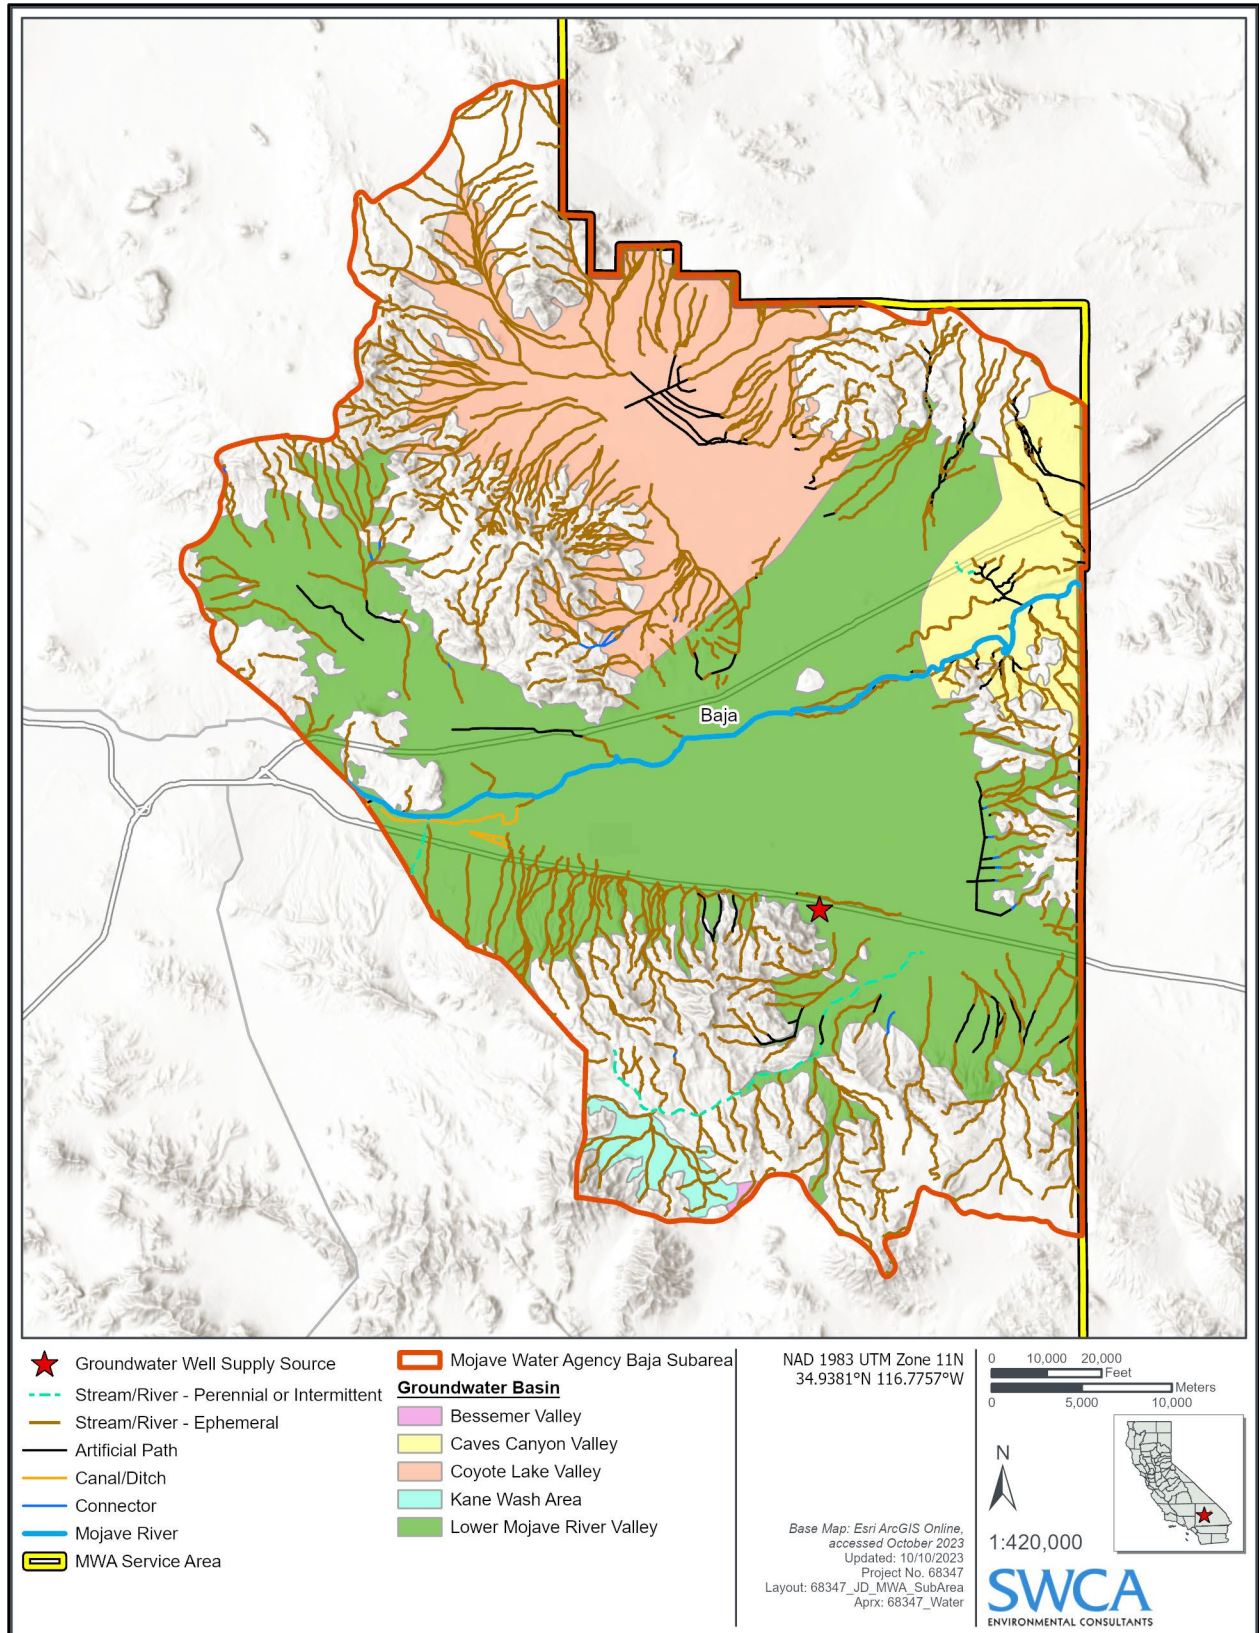 Baja
Groundwater Well Supply Source
Stream/River - Perennial or Intermittent
Stream/River - Ephemeral
Artificial Path
Canal/Ditch
Connector
Mojave River
MWA Service Area
Mojave Water Agency Baja Subarea
Groundwater Basin
Bessemer Valley
Caves Canyon Valley
Coyote Lake Valley
Kane Wash Area
Lower Mojave River Valley
NAD 1983 UTM Zone 11N
34.9381°N 116.7757°W
Base Map: Esri ArcGIS Online,
accessed October 2023
Updated: 10/10/2023
Project No. 68347
Layout: 68347_JD_MWA_SubArea
Aprx: 68347_Water
0 10,000 20,000
Feet
Meters
0 5,000 10,000
N
1:420,000
SWCA
ENVIRONMENTAL CONSULTANTS